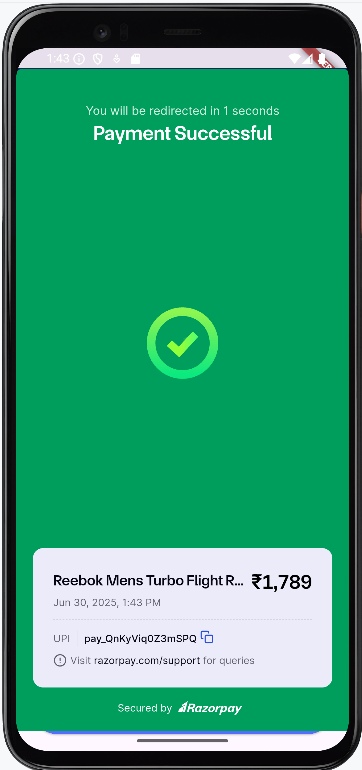 1:43
You will be redirected in 1 seconds
Payment Successful
Reebok Mens Turbo Flight R... ₹1,789
Jun 30, 2025, 1:43 PM
UPI pay_QnKyViq0Z3mSPQ
Visit razorpay.com/support for queries
Secured by Razorpay